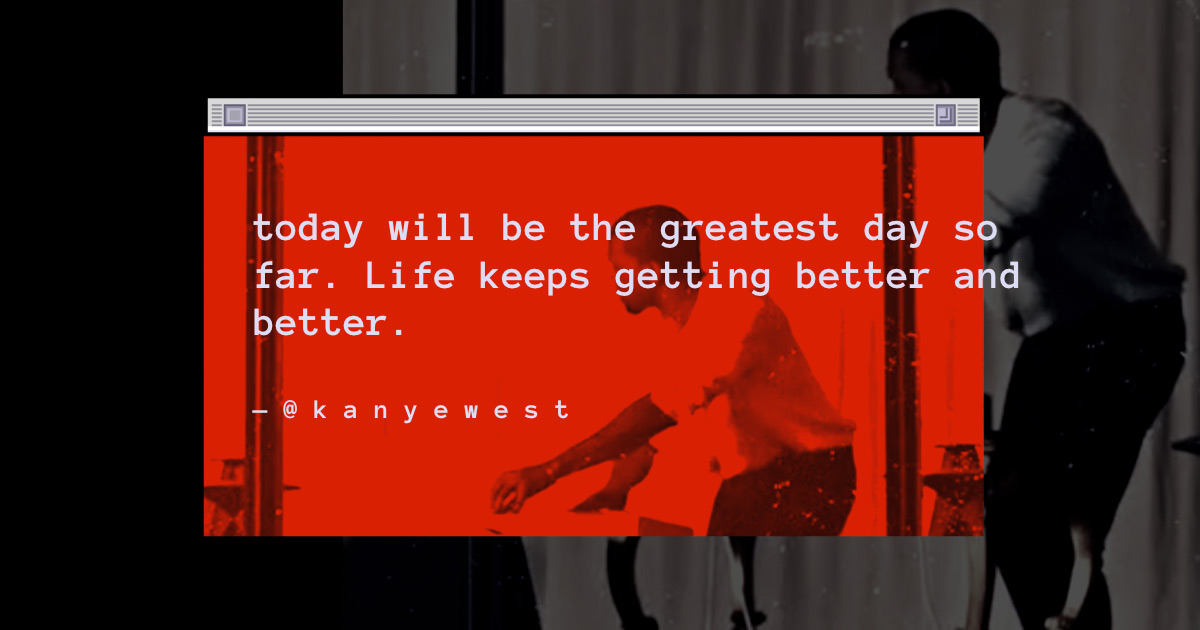 today will be the greatest day so
far. Life keeps getting better and
better.
— @kanyewest